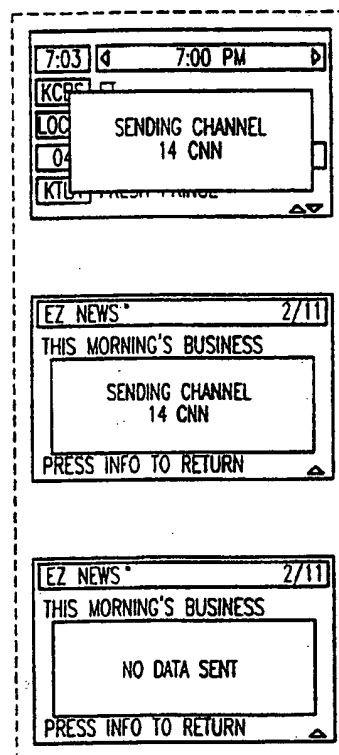 7:03 7:00 PM
KCBS
LOC
SENDING CHANNEL
14 CNN
04
EZ NEWS 2/11
THIS MORNING'S BUSINESS
SENDING CHANNEL
14 CNN
PRESS INFO TO RETURN
EZ NEWS 2/11
THIS MORNING'S BUSINESS
NO DATA SENT
PRESS INFO TO RETURN